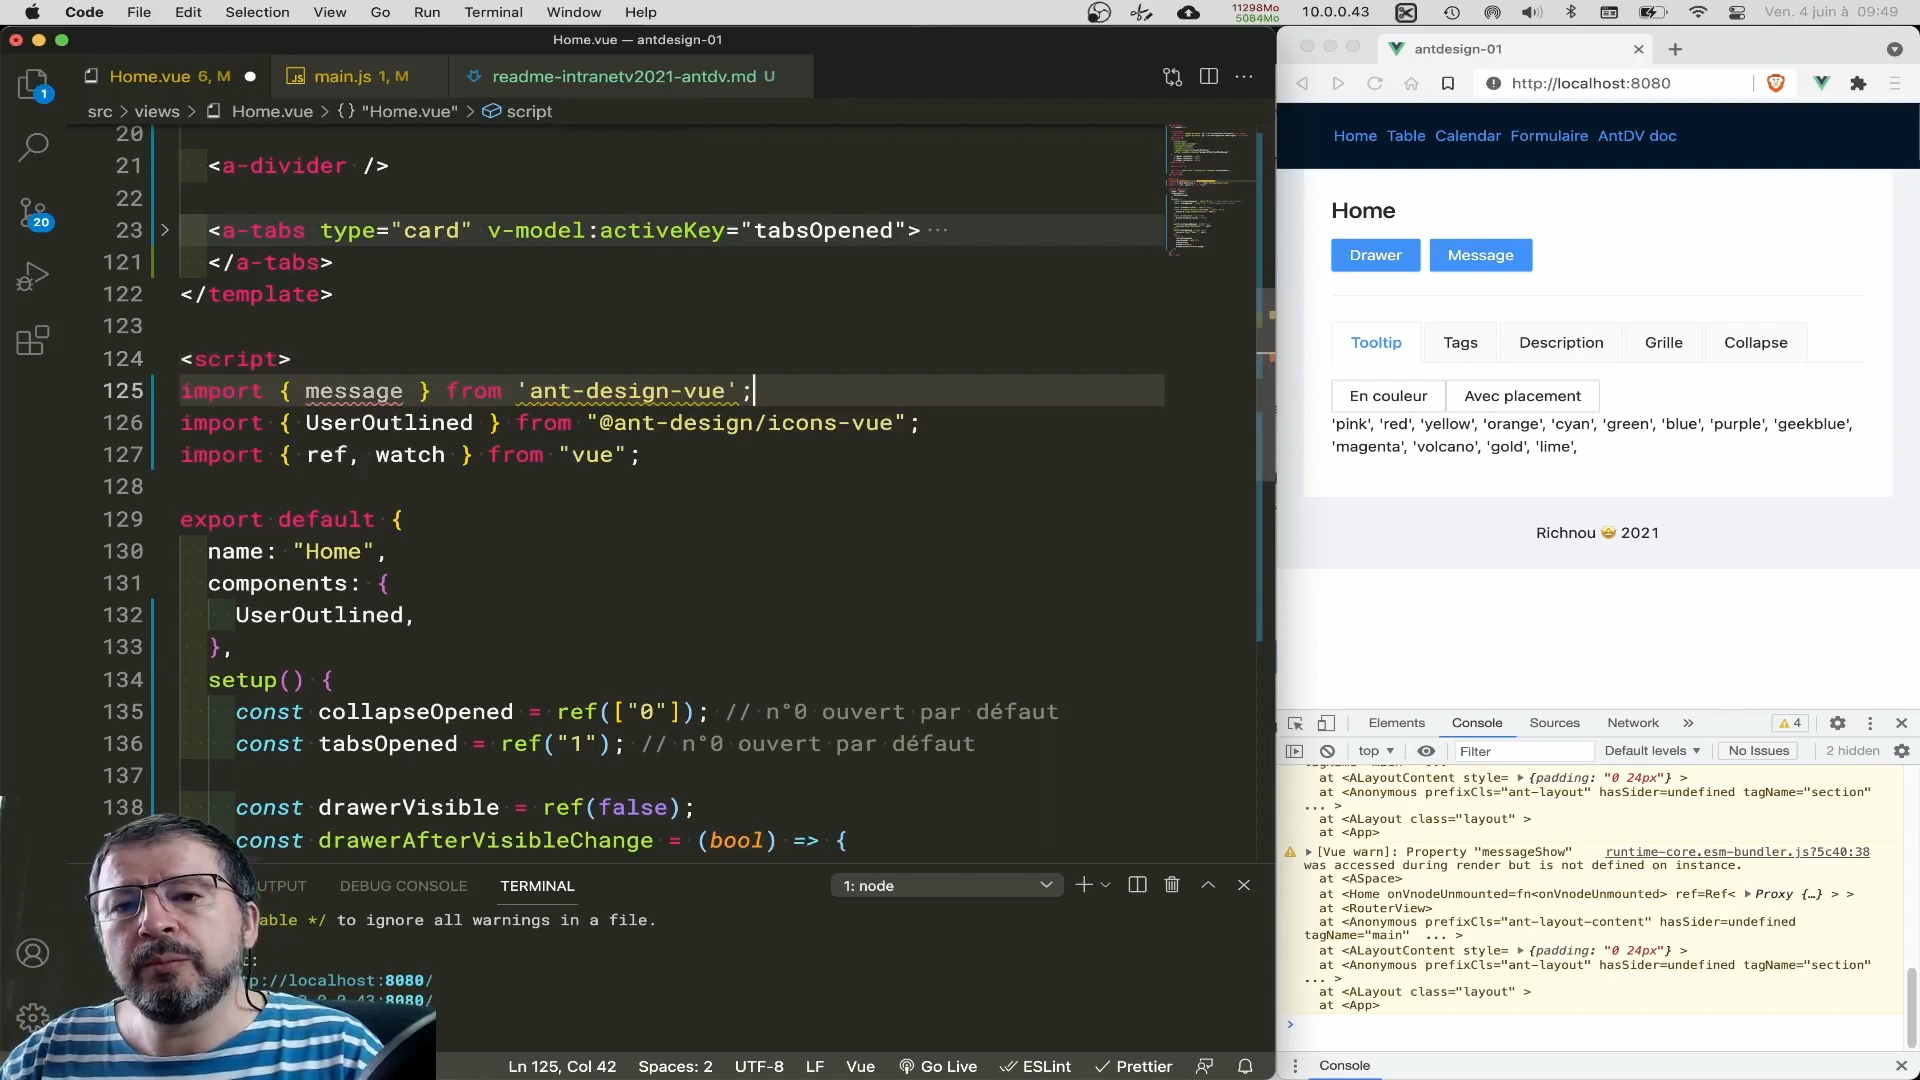 Code File Edit Selection View Go Run Terminal Window Help
11298Mo
5084Mo
10.0.0.43
Ven. 4 juin à 09:49
Home.vue — antdesign-01
Home.vue 6, M
main.js 1, M
readme-intranetv2021-antdv.md U
src > views > Home.vue > {} "Home.vue" > script
1
20
20
21 <a-divider />
22
23 <a-tabs type="card" v-model:activeKey="tabsOpened"> ···
121 </a-tabs>
122 </template>
123
124 <script>
125 import { message } from 'ant-design-vue';
126 import { UserOutlined } from "@ant-design/icons-vue";
127 import { ref, watch } from "vue";
128
129 export default {
130 name: "Home",
131 components: {
132 UserOutlined,
133 },
134 setup() {
135 const collapseOpened = ref(["0"]); // n°0 ouvert par défaut
136 const tabsOpened = ref("1"); // n°0 ouvert par défaut
137
138 const drawerVisible = ref(false);
const drawerAfterVisibleChange = (bool) => {
UTPUT DEBUG CONSOLE TERMINAL
1: node
able */ to ignore all warnings in a file.
t:
tp://localhost:8080/
0.0.43:8080/
Ln 125, Col 42 Spaces: 2 UTF-8 LF Vue Go Live ESLint Prettier
antdesign-01
http://localhost:8080
Home Table Calendar Formulaire AntDV doc
Home
Drawer Message
Tooltip Tags Description Grille Collapse
En couleur Avec placement
'pink', 'red', 'yellow', 'orange', 'cyan', 'green', 'blue', 'purple', 'geekblue',
'magenta', 'volcano', 'gold', 'lime',
Richnou 🤩 2021
Elements Console Sources Network » 4
top Filter Default levels No Issues 2 hidden
tagName="main" ... >
at <ALayoutContent style= {padding: "0 24px"} >
at <Anonymous prefixCls="ant-layout" hasSider=undefined tagName="section"
... >
at <ALayout class="layout" >
at <App>
[Vue warn]: Property "messageShow" runtime-core.esm-bundler.js?5c40:38
was accessed during render but is not defined on instance.
at <ASpace>
at <Home onVnodeUnmounted=fn<onVnodeUnmounted> ref=Ref< Proxy {…} > >
at <RouterView>
at <Anonymous prefixCls="ant-layout-content" hasSider=undefined
tagName="main" ... >
at <ALayoutContent style= {padding: "0 24px"} >
at <Anonymous prefixCls="ant-layout" hasSider=undefined tagName="section"
... >
at <ALayout class="layout" >
at <App>
>
Console